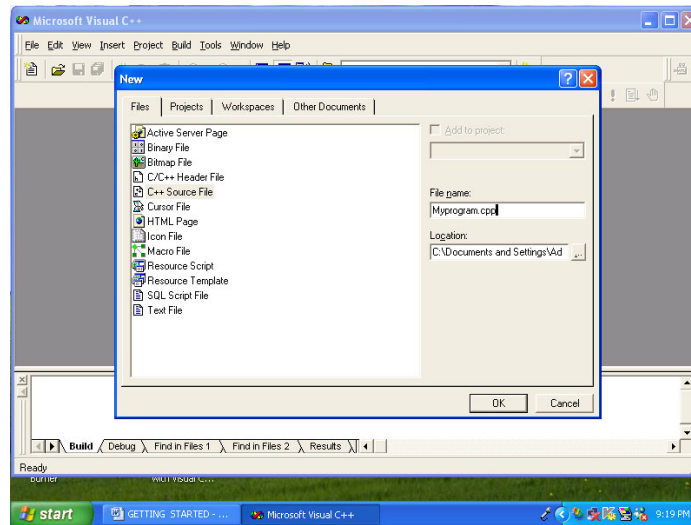 Microsoft Visual C++
File Edit View Insert Project Build Tools Window Help
New
Files Projects Workspaces Other Documents
Active Server Page
Binary File
Bitmap File
C/C++ Header File
C++ Source File
Cursor File
HTML Page
Icon File
Macro File
Resource Script
Resource Template
SQL Script File
Text File
Add to project:
File name:
Myprogram.cpp
Location:
C:\Documents and Settings\Ad
...
OK Cancel
Build Debug Find in Files 1 Find in Files 2 Results
Ready
start GETTING STARTED - ... Microsoft Visual C++ 9:19 PM